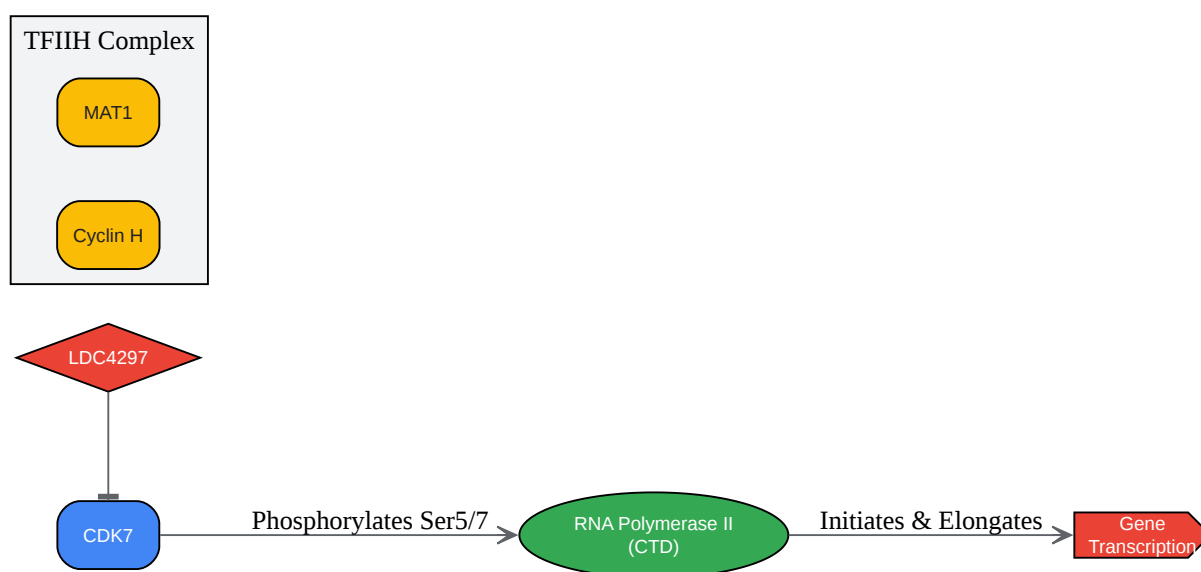 TFIIH Complex
MAT1
Cyclin H
LDC4297
CDK7
Phosphorylates Ser5/7
RNA Polymerase II
(CTD)
Initiates & Elongates
Gene
Transcription